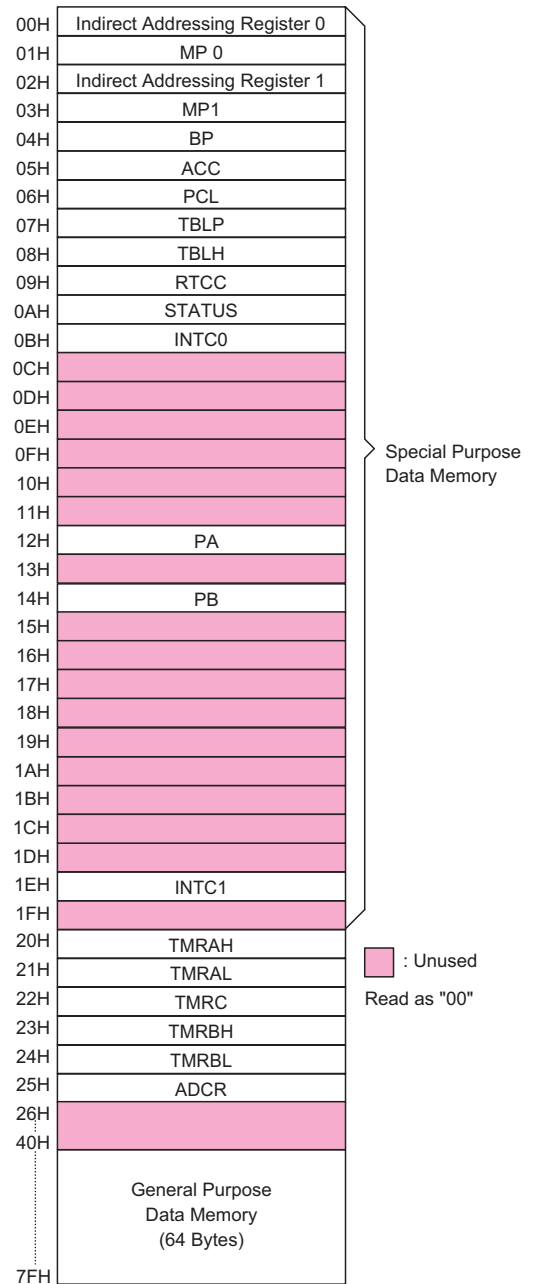 00H Indirect Addressing Register 0
01H MP 0
02H Indirect Addressing Register 1
03H MP1
04H BP
05H ACC
06H PCL
07H TBLP
08H TBLH
09H RTCC
0AH STATUS
0BH INTC0
0CH
0DH
0EH
0FH
10H
11H
12H PA
13H
14H PB
15H
16H
17H
18H
19H
1AH
1BH
1CH
1DH
1EH INTC1
1FH
Special Purpose
Data Memory
20H TMRAH
21H TMRAL
22H TMRC
23H TMRBH
24H TMRBL
25H ADCR
26H
40H
: Unused
Read as "00"
General Purpose
Data Memory
(64 Bytes)
7FH